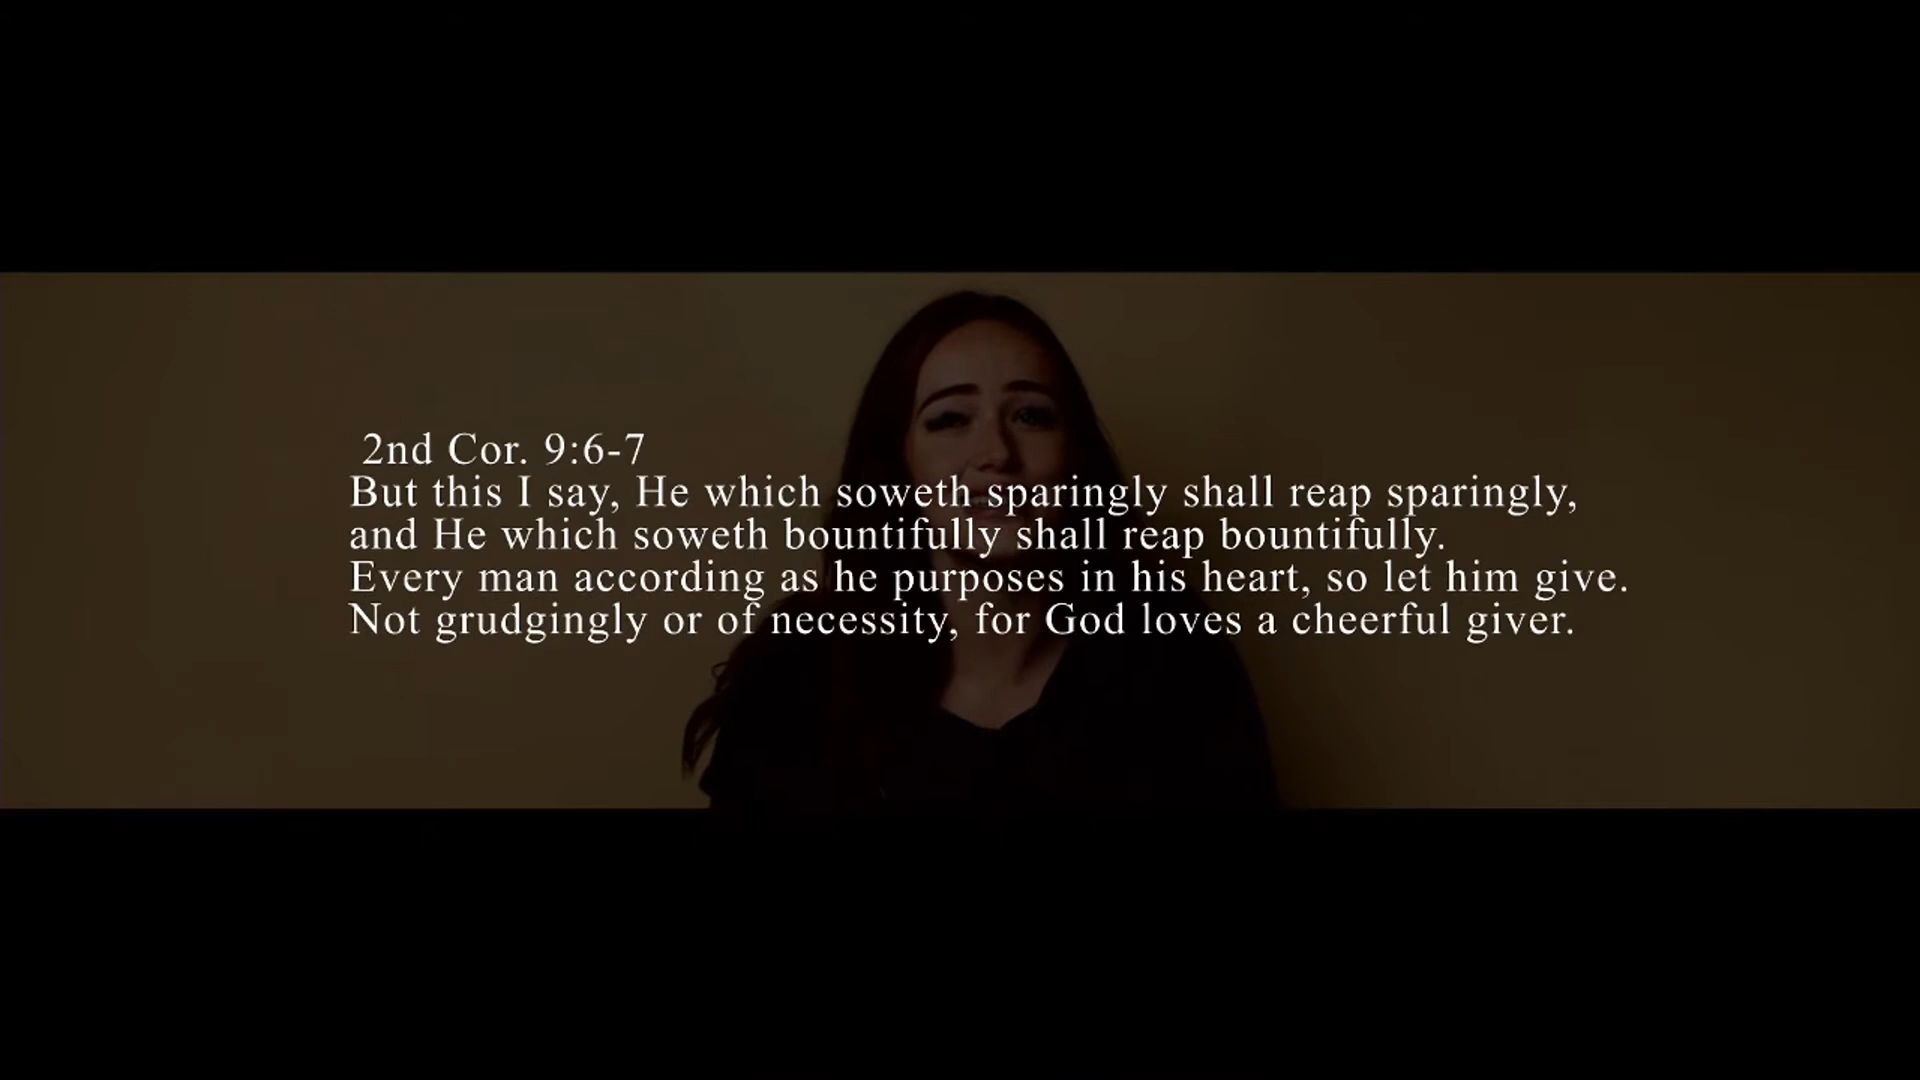 2nd Cor. 9:6-7
But this I say, He which soweth sparingly shall reap sparingly,
and He which soweth bountifully shall reap bountifully.
Every man according as he purposes in his heart, so let him give.
Not grudgingly or of necessity, for God loves a cheerful giver.